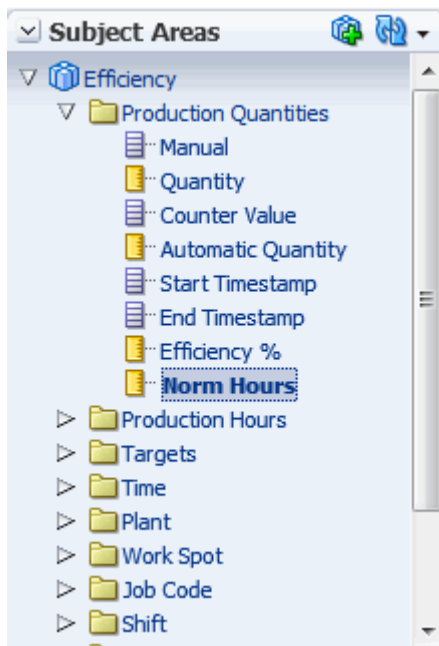 Subject Areas
Efficiency
Production Quantities
Manual
Quantity
Counter Value
Automatic Quantity
Start Timestamp
End Timestamp
Efficiency %
Norm Hours
Production Hours
Targets
Time
Plant
Work Spot
Job Code
Shift